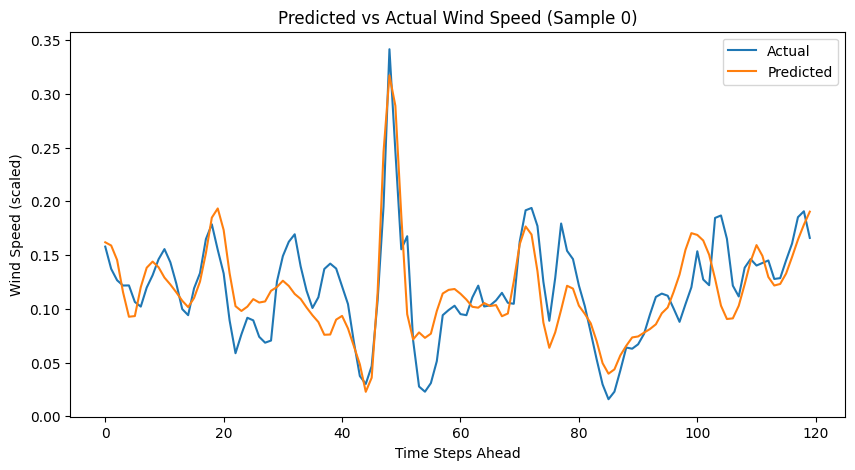 Predicted vs Actual Wind Speed (Sample 0)
Actual
Predicted
Wind Speed (scaled)
0.35
0.30
0.25
0.20
0.15
0.10
0.05
0.00
0 20 40 60 80 100 120
Time Steps Ahead